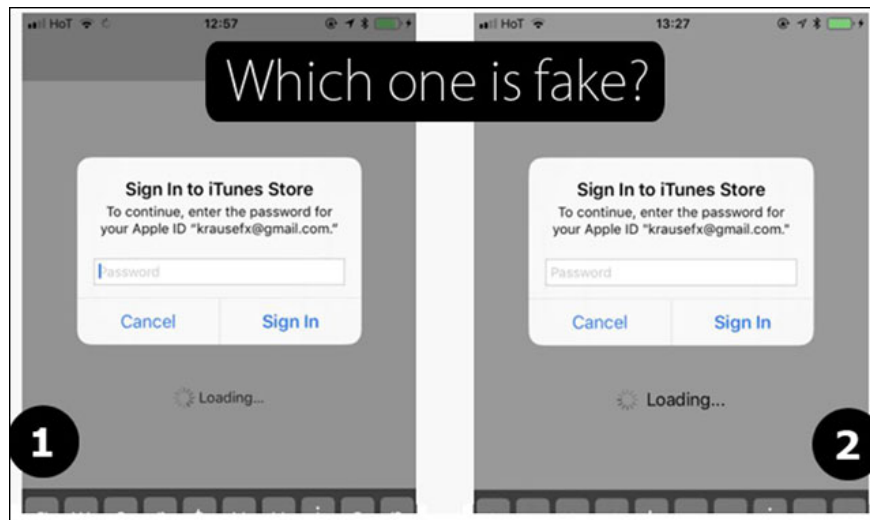 HoT 12:57
HoT 13:27
Which one is fake?
Sign In to iTunes Store
To continue, enter the password for
your Apple ID "krausefx@gmail.com."
Password
Cancel Sign In
Loading...
1
Sign In to iTunes Store
To continue, enter the password for
your Apple ID "krausefx@gmail.com."
Password
Cancel Sign In
Loading...
2